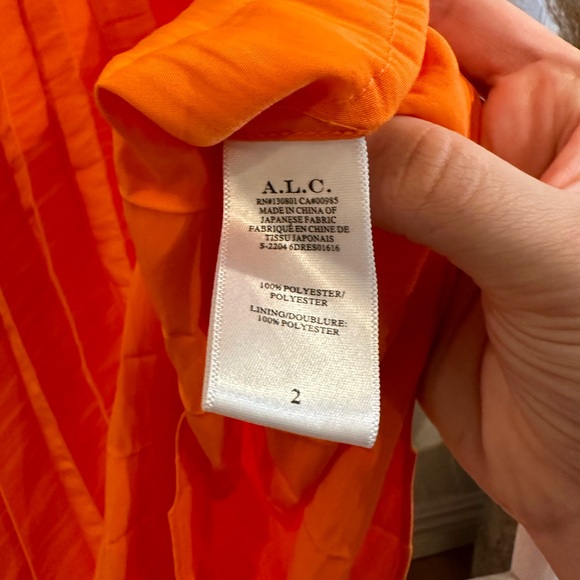 A.L.C.
RN#130801 CA#00985
MADE IN CHINA OF
JAPANESE FABRIC
FABRIQUÉ EN CHINE DE
TISSU JAPONAIS
S-2204 6DRES01616
100% POLYESTER/
POLYESTER
LINING/DOUBLURE:
100% POLYESTER
2